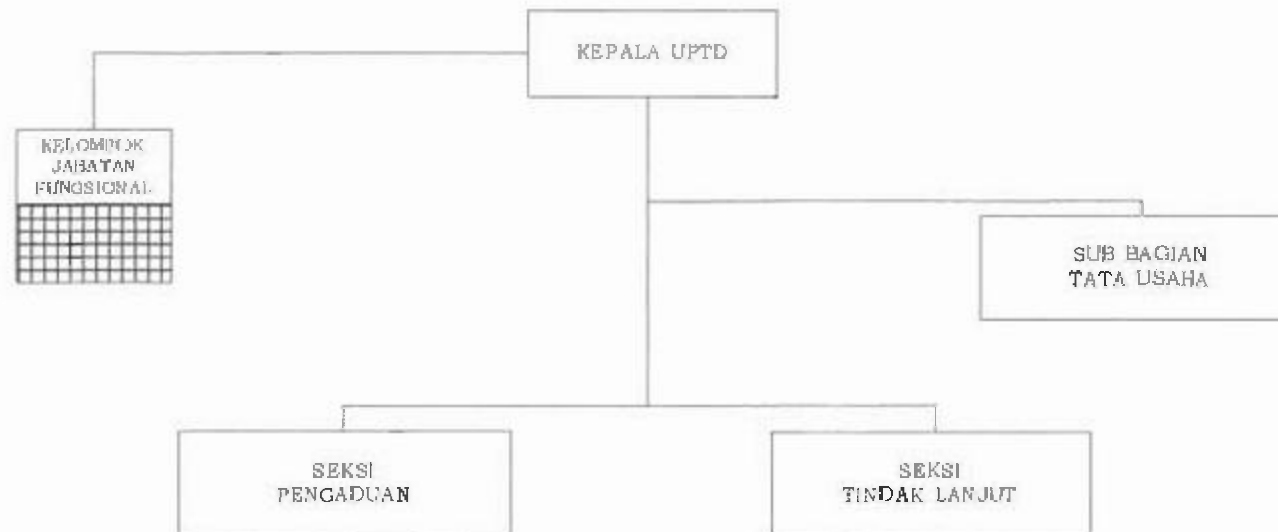 KEPALA UPTD
KELOMPOK
JABATAN
FUNGSIONAL
SUB BAGIAN
TATA USAHA
SEKSI
PENGADUAN
SEKSI
TINDAK LANJUT